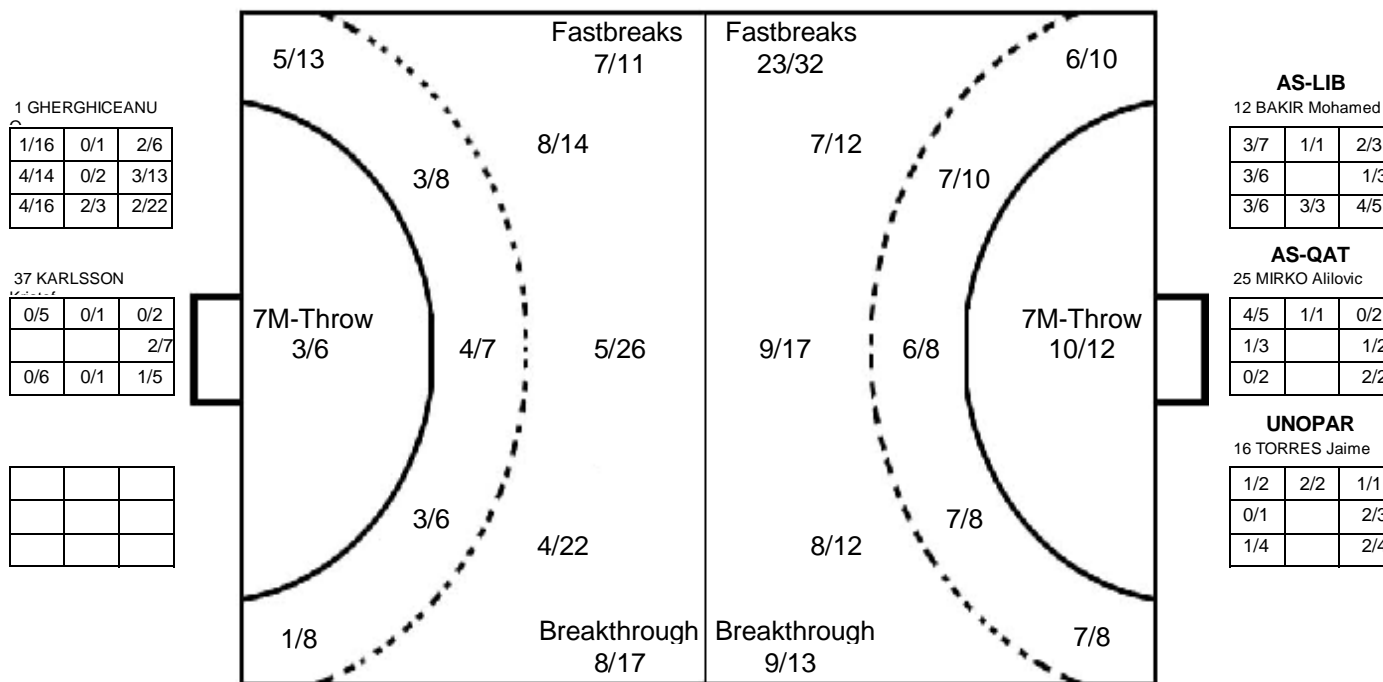 1 GHERGHICEANU
1/16 0/1 2/6
4/14 0/2 3/13
4/16 2/3 2/22
37 KARLSSON
0/5 0/1 0/2
2/7
0/6 0/1 1/5
Fastbreaks
7/11
5/13
8/14
3/8
7M-Throw
3/6
4/7
5/26
3/6
4/22
1/8
Breakthrough
8/17
Fastbreaks
23/32
6/10
7/12
7/10
9/17
6/8
7M-Throw
10/12
7/8
8/12
Breakthrough
9/13
7/8
AS-LIB
12 BAKIR Mohamed
3/7 1/1 2/3
3/6 1/3
3/6 3/3 4/5
AS-QAT
25 MIRKO Alilovic
4/5 1/1 0/2
1/3 1/2
0/2 2/2
UNOPAR
16 TORRES Jaime
1/2 2/2 1/1
0/1 2/3
1/4 2/4